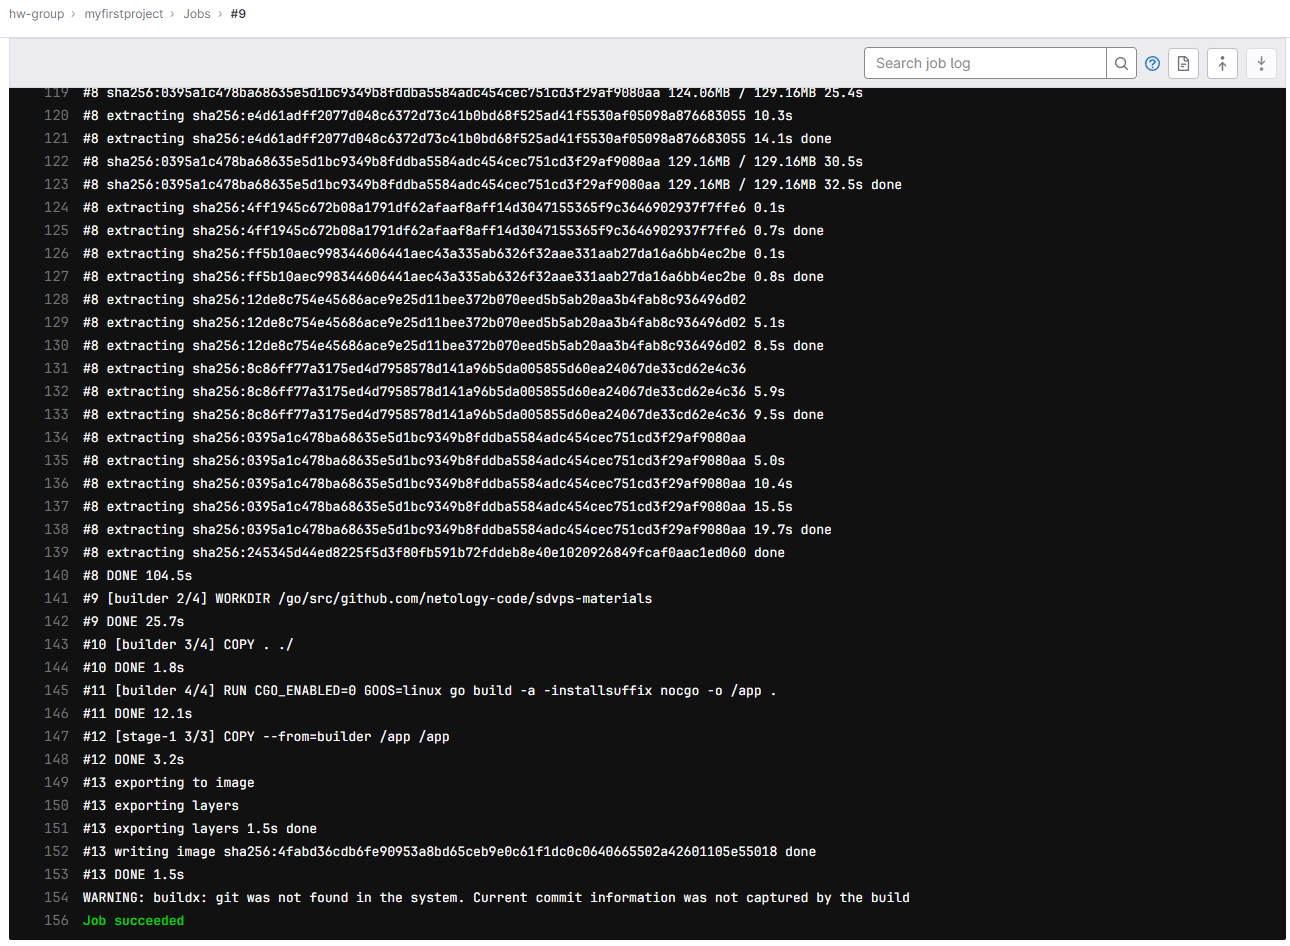 hw-group › myfirstproject › Jobs › #9
Search job log
119 #8 sha256:0395a1c478ba68635e5d1bc9349b8fddba5584adc454cec751cd3f29af9080aa 124.06MB / 129.16MB 25.4s
120 #8 extracting sha256:e4d61adff2077d048c6372d73c41b0bd68f525ad41f5530af05098a876683055 10.3s
121 #8 extracting sha256:e4d61adff2077d048c6372d73c41b0bd68f525ad41f5530af05098a876683055 14.1s done
122 #8 sha256:0395a1c478ba68635e5d1bc9349b8fddba5584adc454cec751cd3f29af9080aa 129.16MB / 129.16MB 30.5s
123 #8 sha256:0395a1c478ba68635e5d1bc9349b8fddba5584adc454cec751cd3f29af9080aa 129.16MB / 129.16MB 32.5s done
124 #8 extracting sha256:4ff1945c672b08a1791df62afaaf8aff14d3047155365f9c3646902937f7ffe6 0.1s
125 #8 extracting sha256:4ff1945c672b08a1791df62afaaf8aff14d3047155365f9c3646902937f7ffe6 0.7s done
126 #8 extracting sha256:ff5b10aec998344606441aec43a335ab6326f32aae331aab27da16a6bb4ec2be 0.1s
127 #8 extracting sha256:ff5b10aec998344606441aec43a335ab6326f32aae331aab27da16a6bb4ec2be 0.8s done
128 #8 extracting sha256:12de8c754e45686ace9e25d11bee372b070eed5b5ab20aa3b4fab8c936496d02
129 #8 extracting sha256:12de8c754e45686ace9e25d11bee372b070eed5b5ab20aa3b4fab8c936496d02 5.1s
130 #8 extracting sha256:12de8c754e45686ace9e25d11bee372b070eed5b5ab20aa3b4fab8c936496d02 8.5s done
131 #8 extracting sha256:8c86ff77a3175ed4d7958578d141a96b5da005855d60ea24067de33cd62e4c36
132 #8 extracting sha256:8c86ff77a3175ed4d7958578d141a96b5da005855d60ea24067de33cd62e4c36 5.9s
133 #8 extracting sha256:8c86ff77a3175ed4d7958578d141a96b5da005855d60ea24067de33cd62e4c36 9.5s done
134 #8 extracting sha256:0395a1c478ba68635e5d1bc9349b8fddba5584adc454cec751cd3f29af9080aa
135 #8 extracting sha256:0395a1c478ba68635e5d1bc9349b8fddba5584adc454cec751cd3f29af9080aa 5.0s
136 #8 extracting sha256:0395a1c478ba68635e5d1bc9349b8fddba5584adc454cec751cd3f29af9080aa 10.4s
137 #8 extracting sha256:0395a1c478ba68635e5d1bc9349b8fddba5584adc454cec751cd3f29af9080aa 15.5s
138 #8 extracting sha256:0395a1c478ba68635e5d1bc9349b8fddba5584adc454cec751cd3f29af9080aa 19.7s done
139 #8 extracting sha256:245345d44ed8225f5d3f80fb591b72fddeb8e40e1020926849fcaf0aac1ed060 done
140 #8 DONE 104.5s
141 #9 [builder 2/4] WORKDIR /go/src/github.com/netology-code/sdvps-materials
142 #9 DONE 25.7s
143 #10 [builder 3/4] COPY . ./
144 #10 DONE 1.8s
145 #11 [builder 4/4] RUN CGO_ENABLED=0 GOOS=linux go build -a -installsuffix nocgo -o /app .
146 #11 DONE 12.1s
147 #12 [stage-1 3/3] COPY --from=builder /app /app
148 #12 DONE 3.2s
149 #13 exporting to image
150 #13 exporting layers
151 #13 exporting layers 1.5s done
152 #13 writing image sha256:4fabd36cdb6fe90953a8bd65ceb9e0c61f1dc0c0640665502a42601105e55018 done
153 #13 DONE 1.5s
154 WARNING: buildx: git was not found in the system. Current commit information was not captured by the build
156 Job succeeded